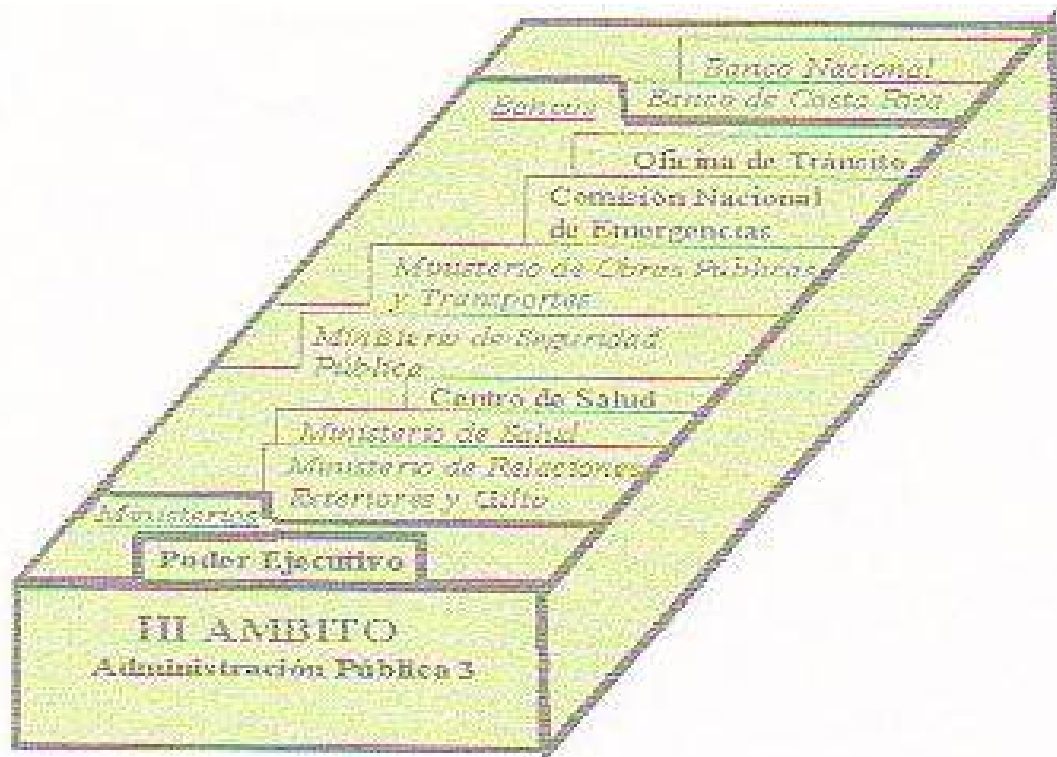 Banco Nacional
Banco de Costa Rica
Bancos
Oficina de Tránsito
Comisión Nacional
de Emergencias
Ministerio de Obras Públicas
y Transportes
Ministerio de Seguridad
Pública
Centro de Salud
Ministerio de Salud
Ministerio de Relaciones
Exteriores y Culto
Ministerios
Poder Ejecutivo
III AMBITO
Administración Pública 3